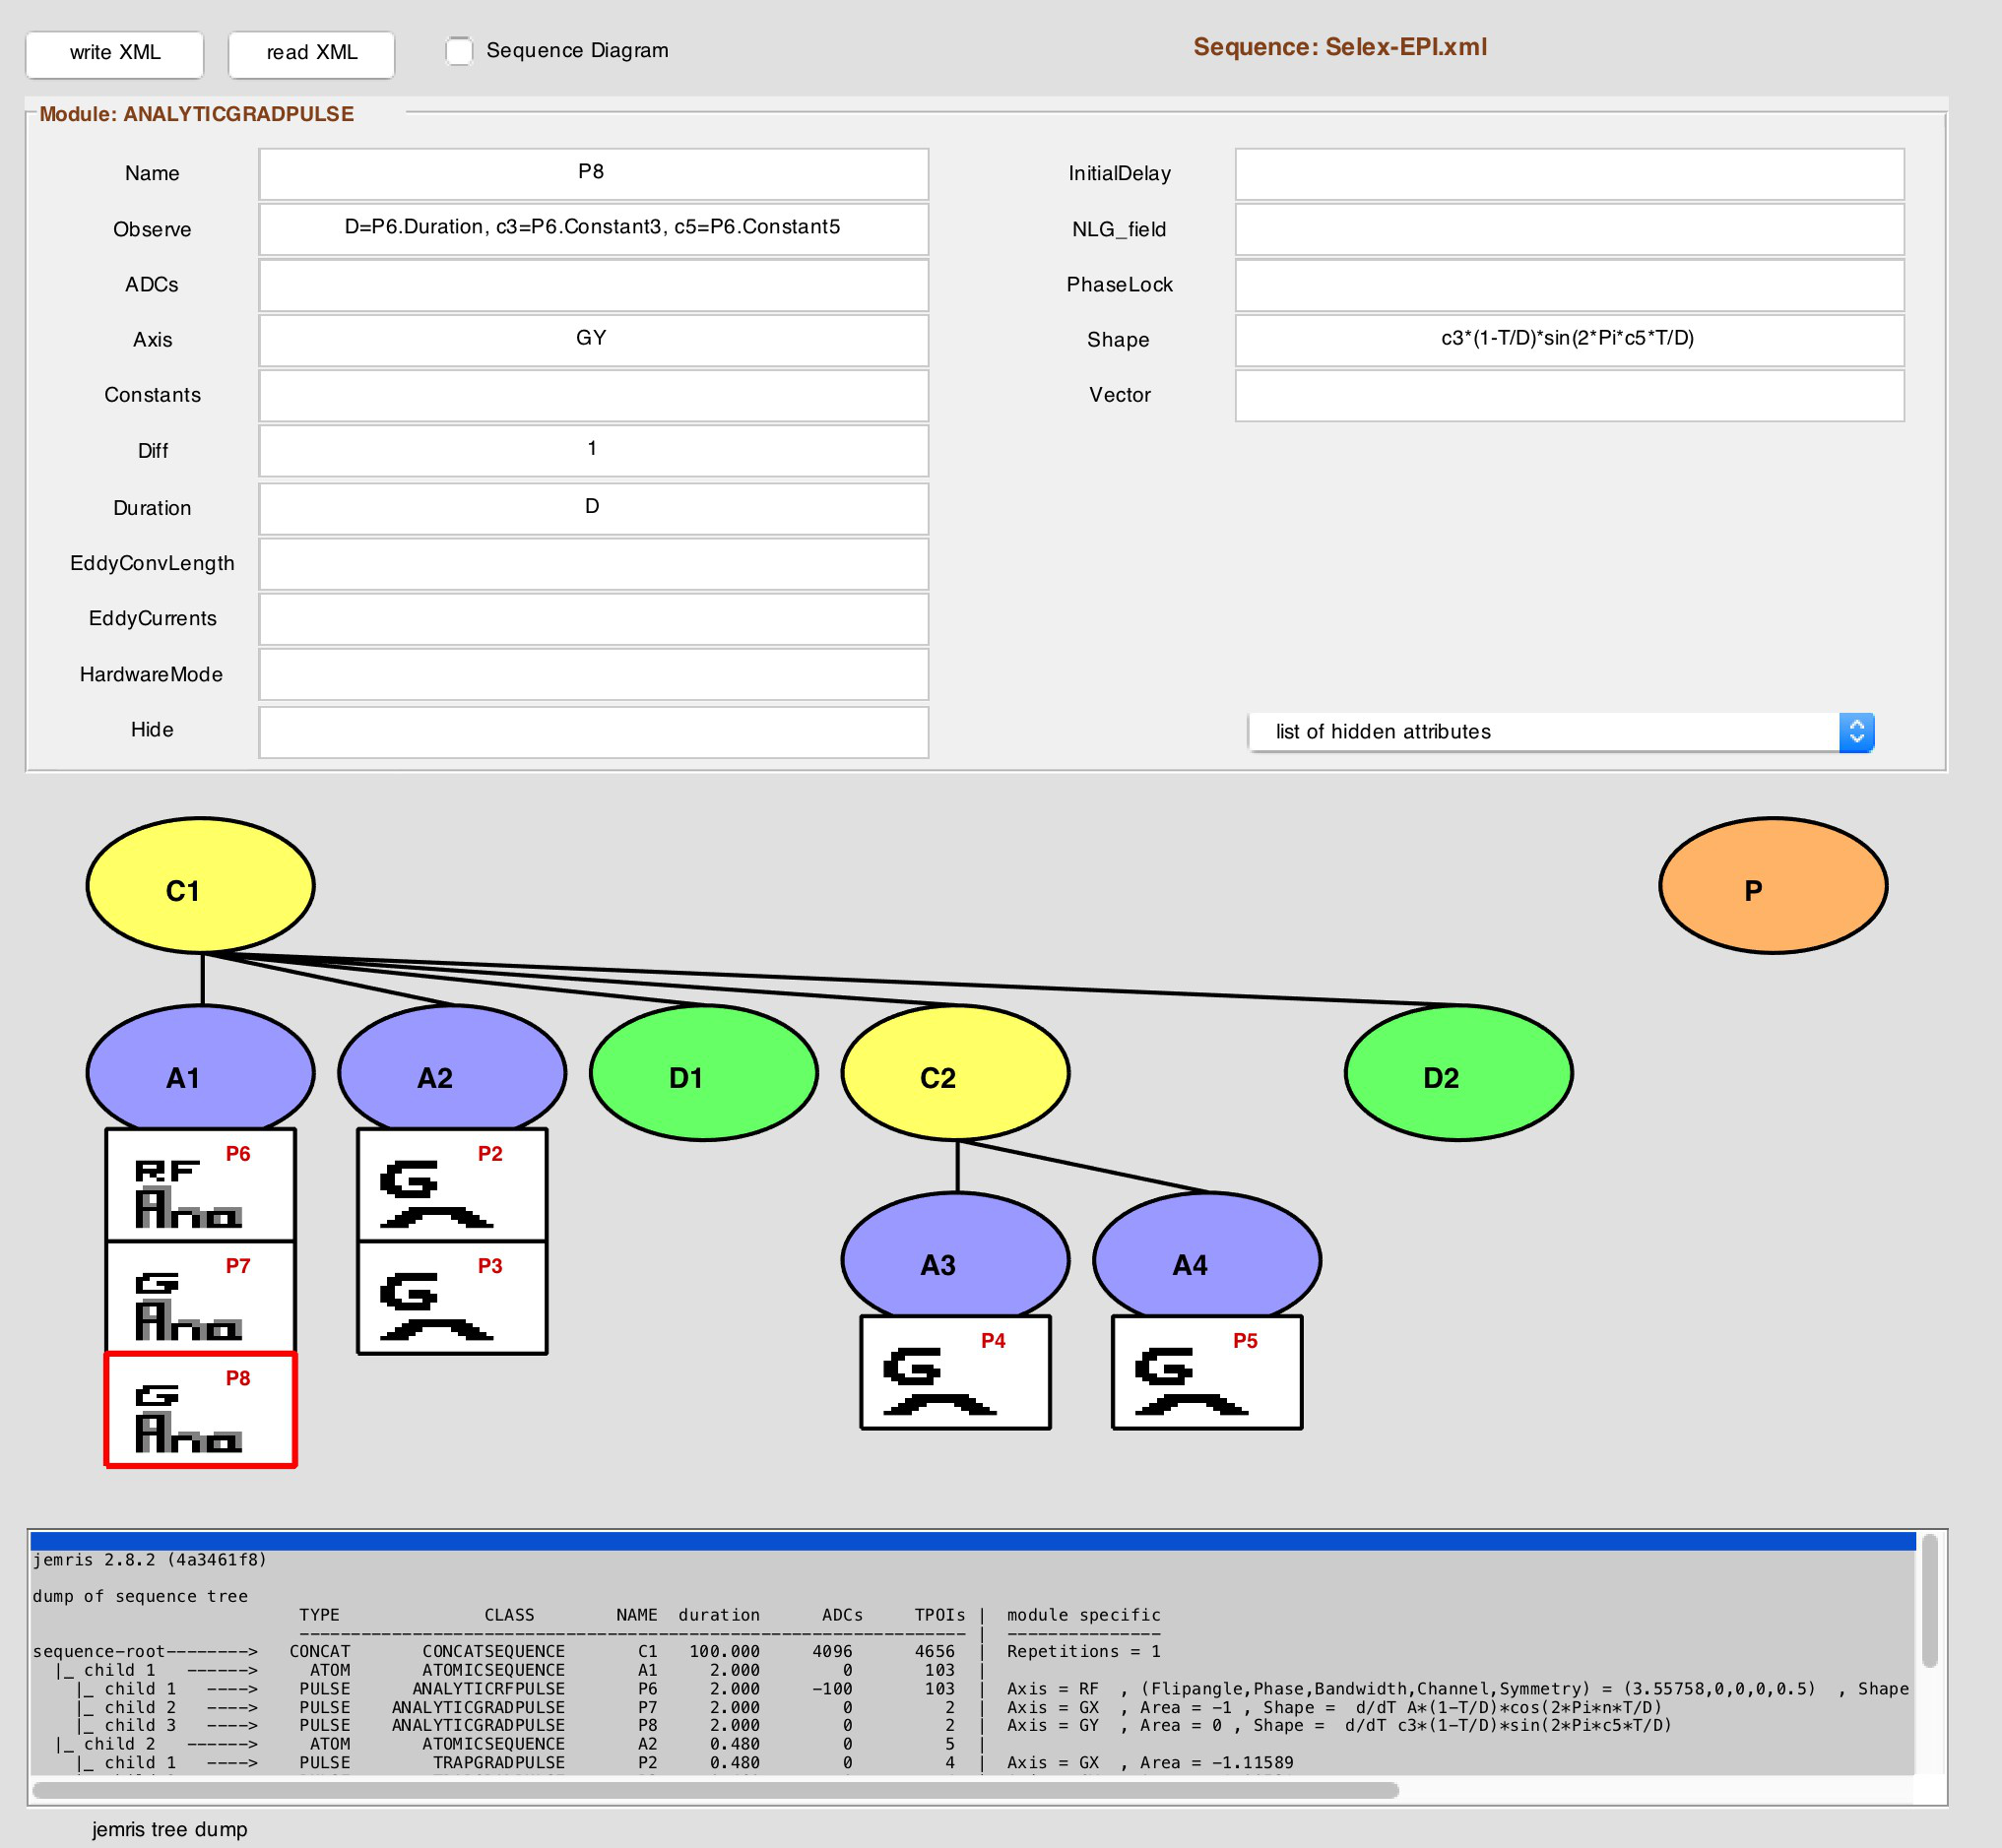 write XML read XML Sequence Diagram Sequence: Selex-EPI.xml
Module: ANALYTICGRADPULSE
Name P8 InitialDelay
Observe D=P6.Duration, c3=P6.Constant3, c5=P6.Constant5 NLG_field
ADCs PhaseLock
Axis GY Shape c3*(1-T/D)*sin(2*Pi*c5*T/D)
Constants Vector
Diff 1
Duration D
EddyConvLength
EddyCurrents
HardwareMode
Hide list of hidden attributes
C1 P
A1 A2 D1 C2 D2
P6 P2
RF G
Ana
A3 A4
P7 P3
G G
Ana
P4 P5
G G
P8
G
Ana
jemris 2.8.2 (4a3461f8)
dump of sequence tree
TYPE CLASS NAME duration ADCs TPOIs | module specific
------------------------------------------------------------------ | ---------------
sequence-root--------> CONCAT CONCATSEQUENCE C1 100.000 4096 4656 | Repetitions = 1
|_ child 1 ------> ATOM ATOMICSEQUENCE A1 2.000 0 103 |
|_ child 1 ----> PULSE ANALYTICRFPULSE P6 2.000 -100 103 | Axis = RF , (Flipangle,Phase,Bandwidth,Channel,Symmetry) = (3.55758,0,0,0,0.5) , Shape
|_ child 2 ----> PULSE ANALYTICGRADPULSE P7 2.000 0 2 | Axis = GX , Area = -1 , Shape = d/dT A*(1-T/D)*cos(2*Pi*n*T/D)
|_ child 3 ----> PULSE ANALYTICGRADPULSE P8 2.000 0 2 | Axis = GY , Area = 0 , Shape = d/dT c3*(1-T/D)*sin(2*Pi*c5*T/D)
|_ child 2 ------> ATOM ATOMICSEQUENCE A2 0.480 0 5 |
|_ child 1 ----> PULSE TRAPGRADPULSE P2 0.480 0 4 | Axis = GX , Area = -1.11589
jemris tree dump